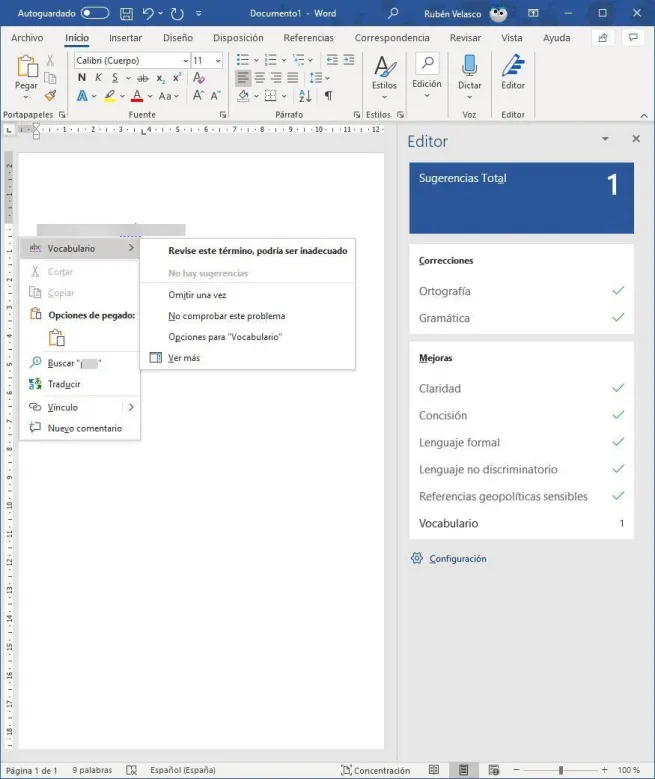 Autoguardado
Documento1 - Word
Rubén Velasco
Archivo Inicio Insertar Diseño Disposición Referencias Correspondencia Revisar Vista Ayuda
Pegar
Calibri (Cuerpo) 11
N K S ab x₂ x²
A A Aa A A
Estilos
Edición
Dictar
Editor
Portapapeles Fuente Párrafo Estilos Voz Editor
Editor
Sugerencias Total 1
Correcciones
Ortografía
Gramática
Mejoras
Claridad
Concisión
Lenguaje formal
Lenguaje no discriminatorio
Referencias geopolíticas sensibles
Vocabulario 1
Configuración
abc Vocabulario
Cortar
Copiar
Opciones de pegado:
Buscar "
Traducir
Vínculo
Nuevo comentario
Revise este término, podría ser inadecuado
No hay sugerencias
Omitir una vez
No comprobar este problema
Opciones para "Vocabulario"
Ver más
Página 1 de 1 9 palabras Español (España) Concentración 100 %